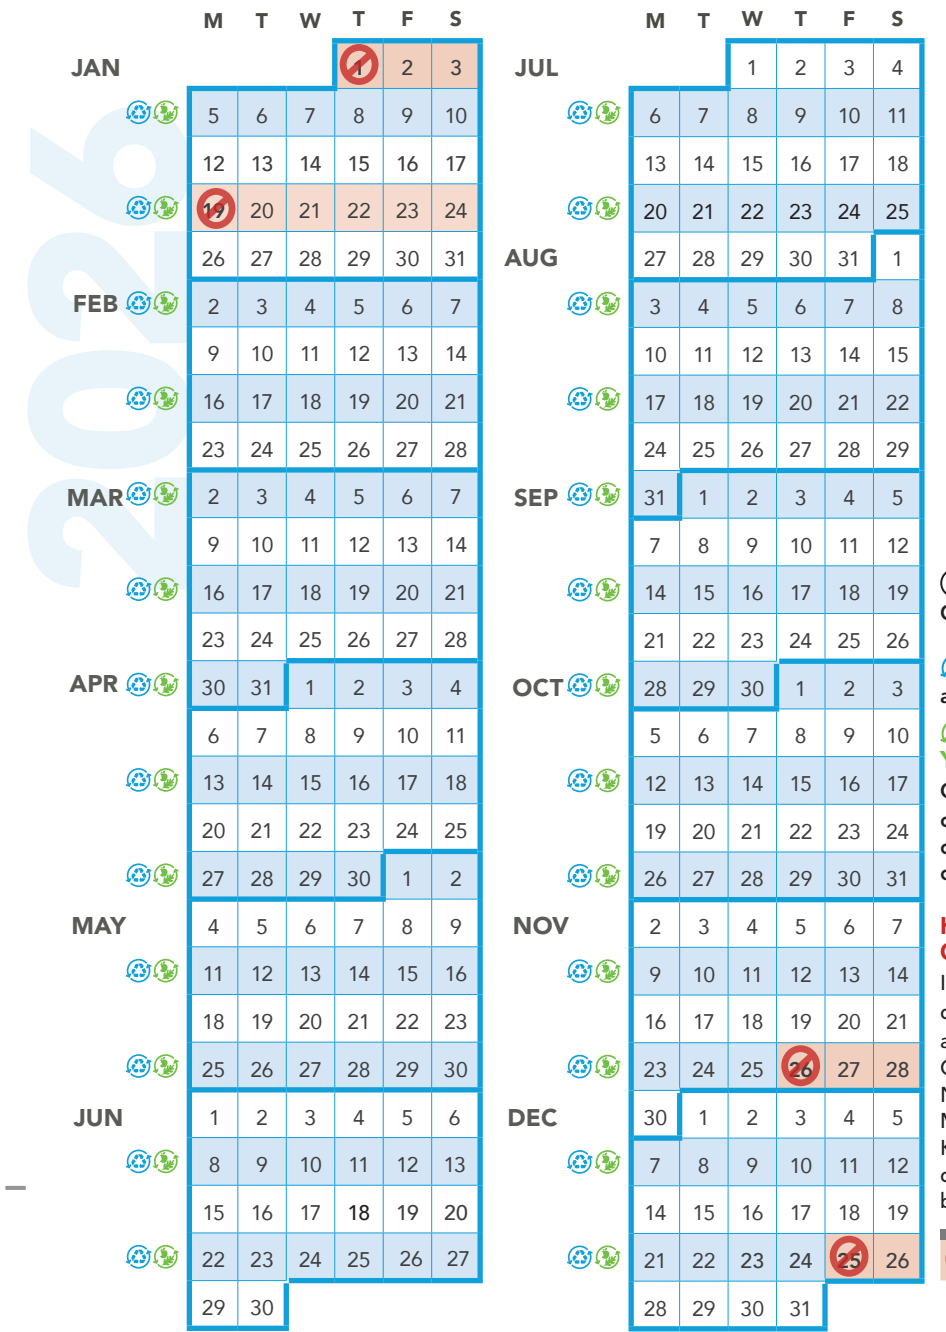 2026
M T W T F S
JAN 1 2 3
5 6 7 8 9 10
12 13 14 15 16 17
19 20 21 22 23 24
26 27 28 29 30 31
FEB 2 3 4 5 6 7
9 10 11 12 13 14
16 17 18 19 20 21
23 24 25 26 27 28
MAR 2 3 4 5 6 7
9 10 11 12 13 14
16 17 18 19 20 21
23 24 25 26 27 28
APR 30 31 1 2 3 4
6 7 8 9 10 11
13 14 15 16 17 18
20 21 22 23 24 25
27 28 29 30 1 2
MAY 4 5 6 7 8 9
11 12 13 14 15 16
18 19 20 21 22 23
25 26 27 28 29 30
JUN 1 2 3 4 5 6
8 9 10 11 12 13
15 16 17 18 19 20
22 23 24 25 26 27
29 30
M T W T F S
JUL 1 2 3 4
6 7 8 9 10 11
13 14 15 16 17 18
20 21 22 23 24 25
AUG 27 28 29 30 31 1
3 4 5 6 7 8
10 11 12 13 14 15
17 18 19 20 21 22
24 25 26 27 28 29
SEP 31 1 2 3 4 5
7 8 9 10 11 12
14 15 16 17 18 19
21 22 23 24 25 26
OCT 28 29 30 1 2 3
5 6 7 8 9 10
12 13 14 15 16 17
19 20 21 22 23 24
26 27 28 29 30 31
NOV 2 3 4 5 6 7
9 10 11 12 13 14
16 17 18 19 20 21
23 24 25 26 27 28
DEC 30 1 2 3 4 5
7 8 9 10 11 12
14 15 16 17 18 19
21 22 23 24 25 26
28 29 30 31